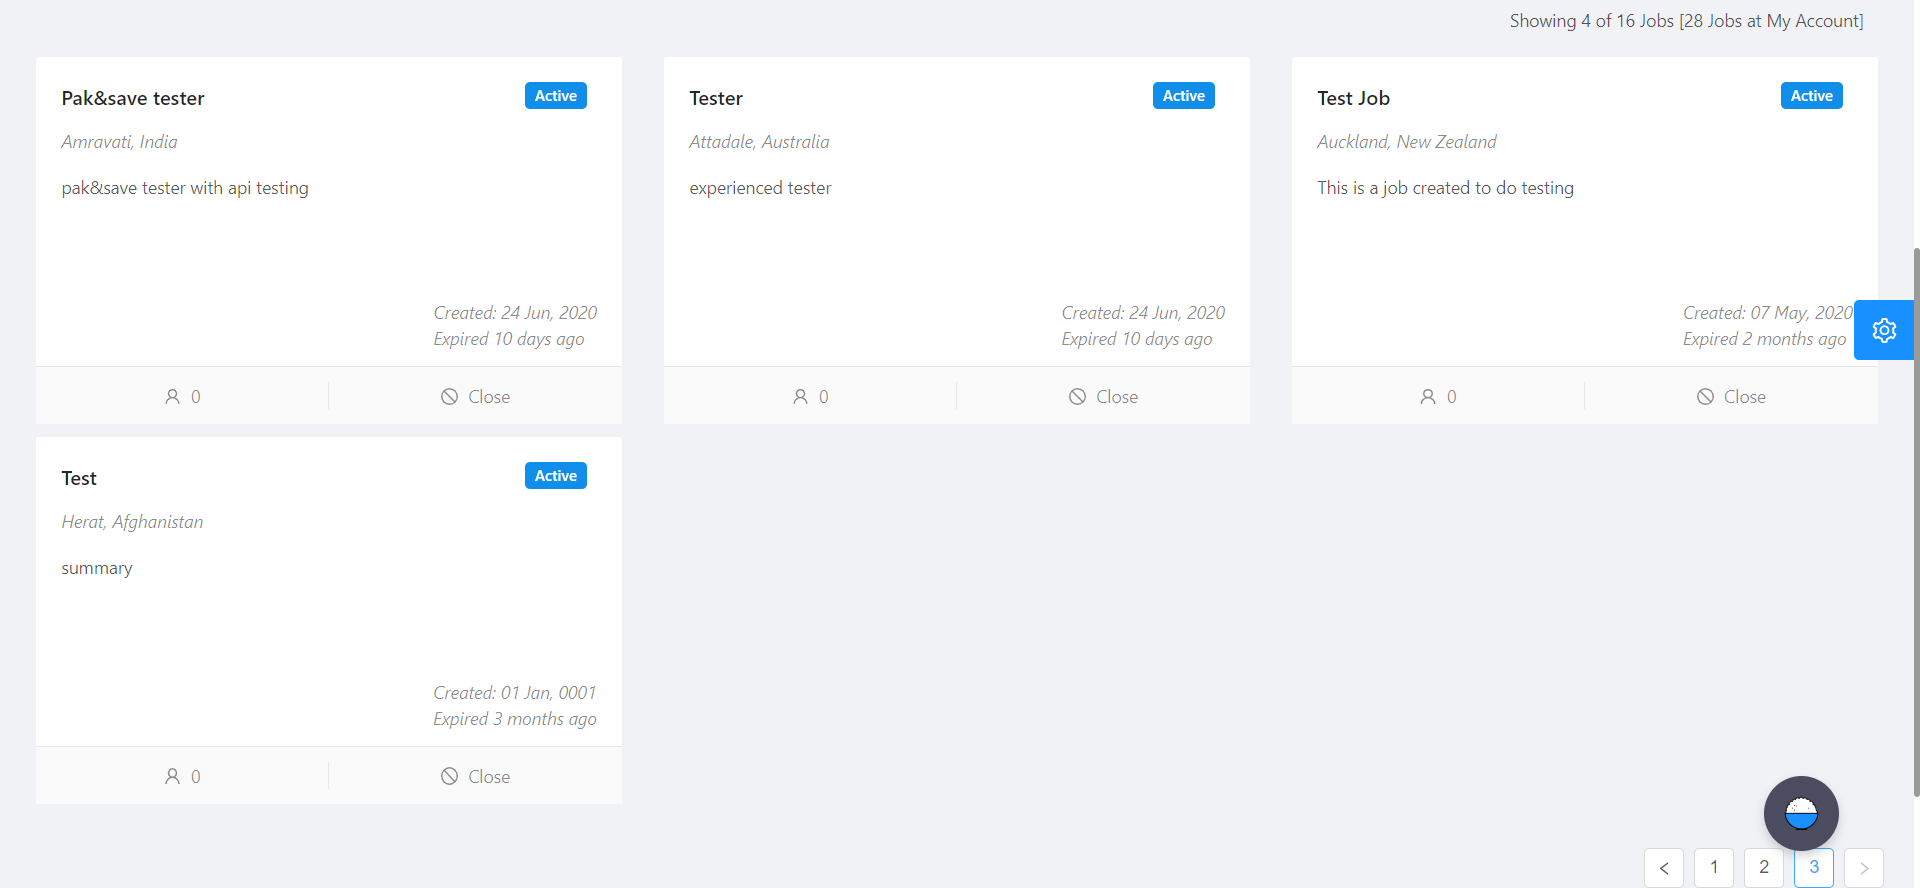 Showing 4 of 16 Jobs [28 Jobs at My Account]
Pak&save tester
Active
Amravati, India
pak&save tester with api testing
Created: 24 Jun, 2020
Expired 10 days ago
0
Close
Tester
Active
Attadale, Australia
experienced tester
Created: 24 Jun, 2020
Expired 10 days ago
0
Close
Test Job
Active
Auckland, New Zealand
This is a job created to do testing
Created: 07 May, 2020
Expired 2 months ago
0
Close
Test
Active
Herat, Afghanistan
summary
Created: 01 Jan, 0001
Expired 3 months ago
0
Close
< 1 2 3 >